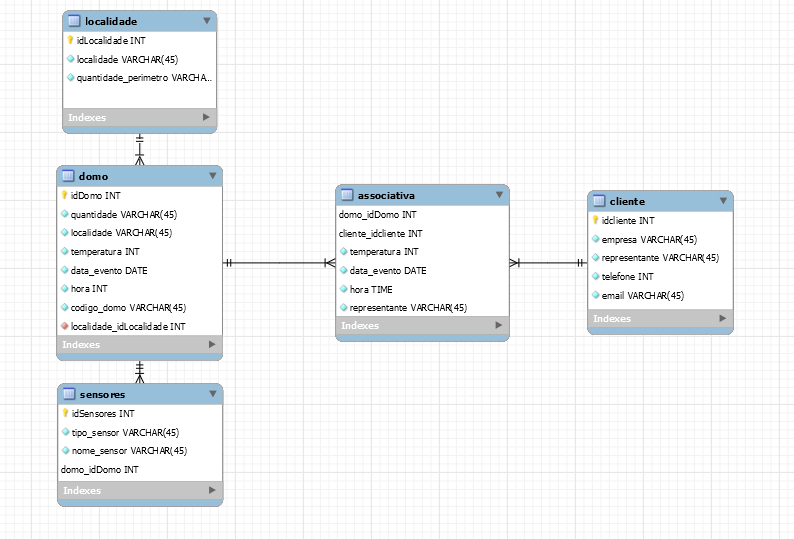 localidade
idLocalidade INT
localidade VARCHAR(45)
quantidade_perimetro VARCHA...
Indexes
domo
idDomo INT
quantidade VARCHAR(45)
localidade VARCHAR(45)
temperatura INT
data_evento DATE
hora INT
codigo_domo VARCHAR(45)
localidade_idLocalidade INT
Indexes
sensores
idSensores INT
tipo_sensor VARCHAR(45)
nome_sensor VARCHAR(45)
domo_idDomo INT
Indexes
associativa
domo_idDomo INT
cliente_idcliente INT
temperatura INT
data_evento DATE
hora TIME
representante VARCHAR(45)
Indexes
cliente
idcliente INT
empresa VARCHAR(45)
representante VARCHAR(45)
telefone INT
email VARCHAR(45)
Indexes